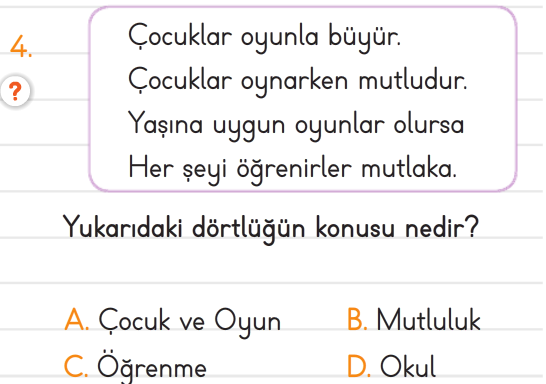 4.
?
Çocuklar oyunla büyür.
Çocuklar oynarken mutludur.
Yaşına uygun oyunlar olursa
Her şeyi öğrenirler mutlaka.
Yukarıdaki dörtlüğün konusu nedir?
A. Çocuk ve Oyun B. Mutluluk
C. Öğrenme D. Okul